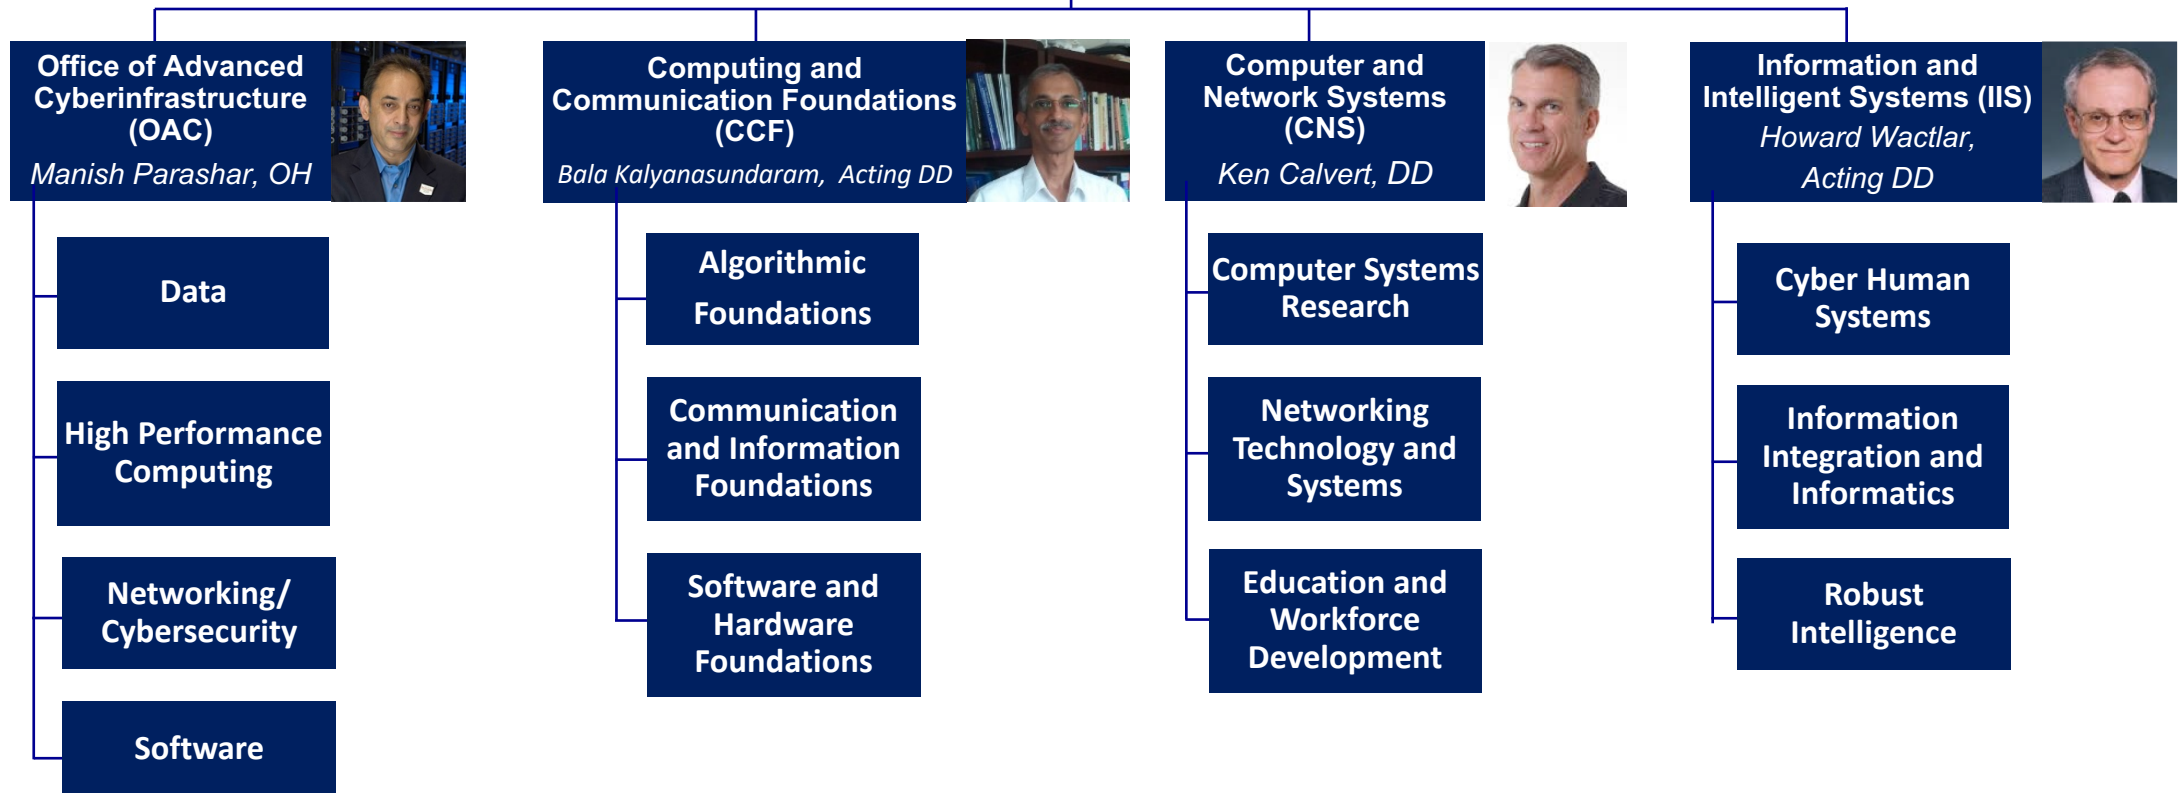 Office of Advanced
Cyberinfrastructure
(OAC)
Manish Parashar, OH
Data
High Performance
Computing
Networking/
Cybersecurity
Software
Computing and
Communication Foundations
(CCF)
Bala Kalyanasundaram, Acting DD
Algorithmic
Foundations
Communication
and Information
Foundations
Software and
Hardware
Foundations
Computer and
Network Systems
(CNS)
Ken Calvert, DD
Computer Systems
Research
Networking
Technology and
Systems
Education and
Workforce
Development
Information and
Intelligent Systems (IIS)
Howard Wactlar,
Acting DD
Cyber Human
Systems
Information
Integration and
Informatics
Robust
Intelligence